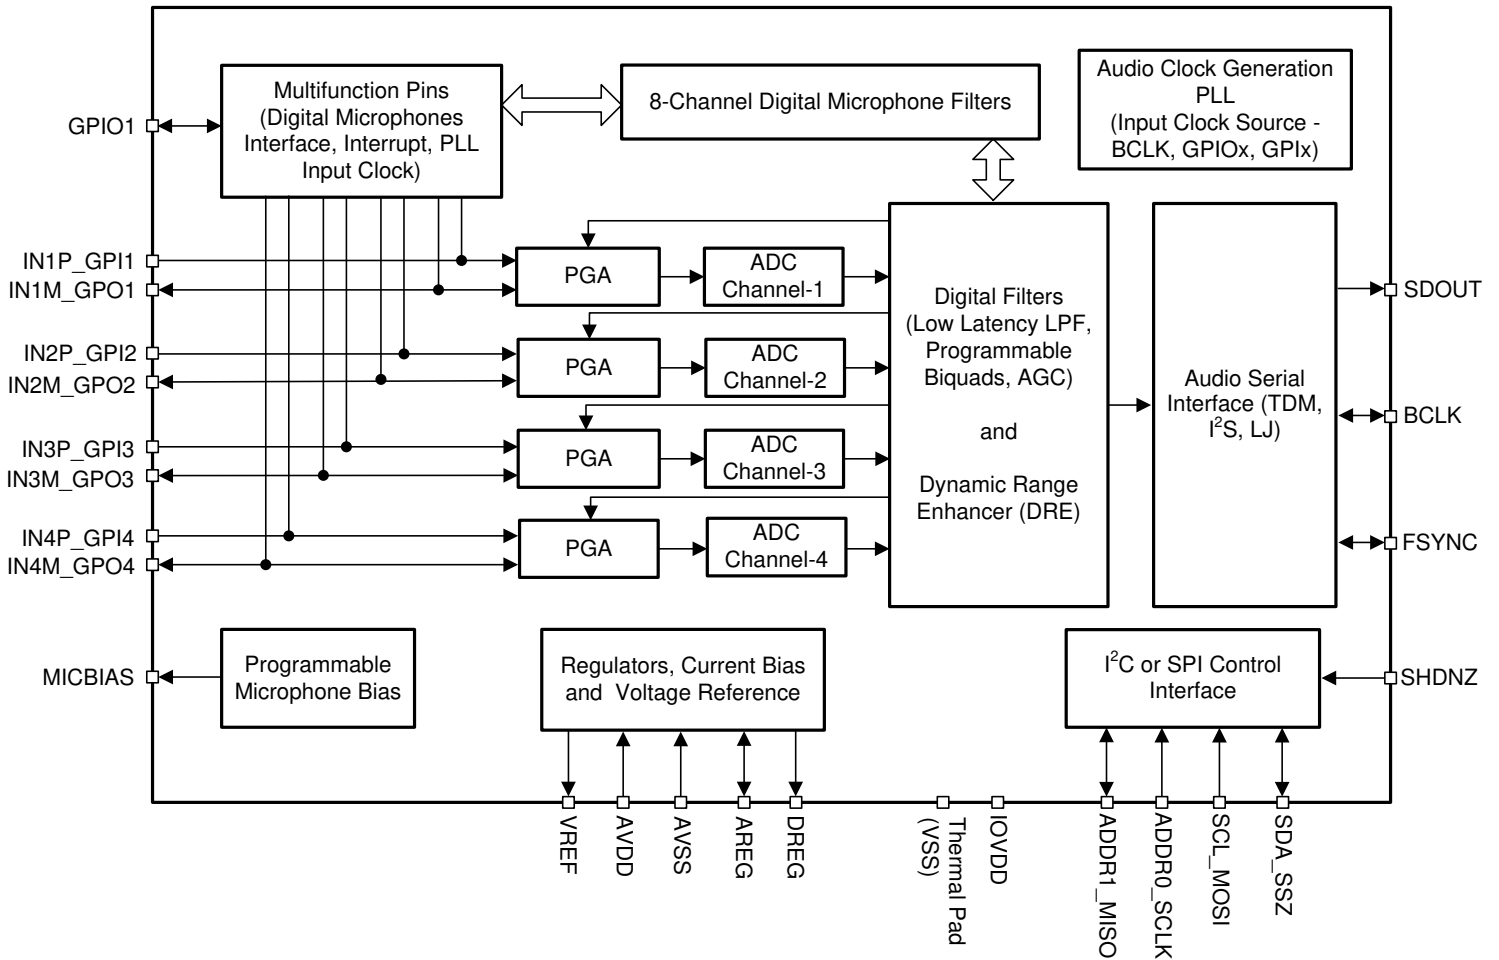 Multifunction Pins
(Digital Microphones
Interface, Interrupt, PLL
Input Clock)
8-Channel Digital Microphone Filters
Audio Clock Generation
PLL
(Input Clock Source -
BCLK, GPIOx, GPIx)
GPIO1
IN1P_GPI1
IN1M_GPO1
IN2P_GPI2
IN2M_GPO2
IN3P_GPI3
IN3M_GPO3
IN4P_GPI4
IN4M_GPO4
MICBIAS
PGA
ADC
Channel-1
PGA
ADC
Channel-2
PGA
ADC
Channel-3
PGA
ADC
Channel-4
Digital Filters
(Low Latency LPF,
Programmable
Biquads, AGC)
and
Dynamic Range
Enhancer (DRE)
Audio Serial
Interface (TDM,
I²S, LJ)
SDOUT
BCLK
FSYNC
SHDNZ
Programmable
Microphone Bias
Regulators, Current Bias
and Voltage Reference
I²C or SPI Control
Interface
VREF
AVDD
AVSS
AREG
DREG
Thermal Pad
(VSS)
IOVDD
ADDR1_MISO
ADDR0_SCLK
SCL_MOSI
SDA_SSZ